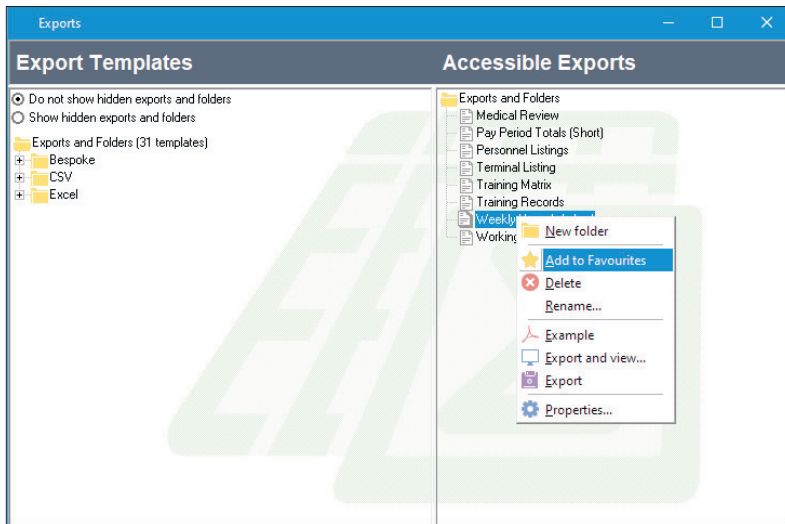 Exports
Export Templates
Do not show hidden exports and folders
Show hidden exports and folders
Exports and Folders (31 templates)
Bespoke
CSV
Excel
Accessible Exports
Exports and Folders
Medical Review
Pay Period Totals (Short)
Personnel Listings
Terminal Listing
Training Matrix
Training Records
Weekly
Working
New folder
Add to Favourites
Delete
Rename...
Example
Export and view...
Export
Properties...